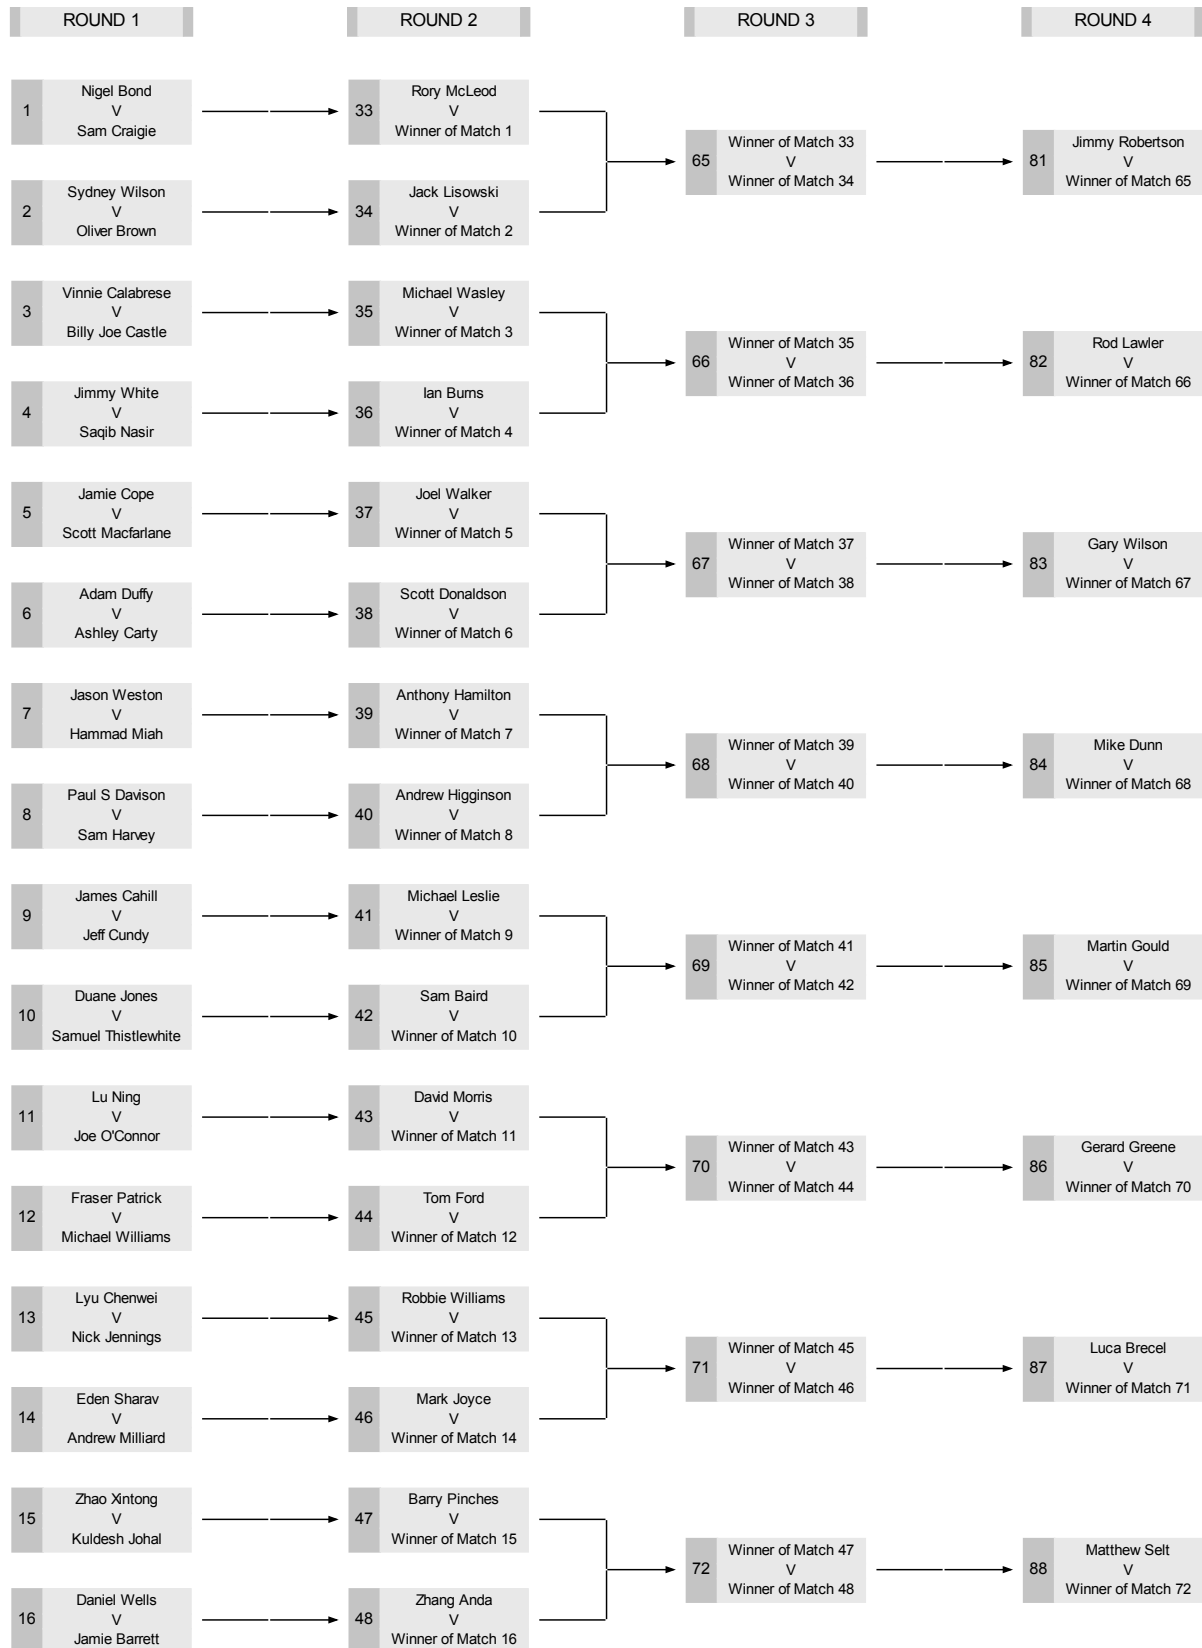 ROUND 1
ROUND 2
ROUND 3
ROUND 4
1
Nigel Bond
V
Sam Craigie
2
Sydney Wilson
V
Oliver Brown
3
Vinnie Calabrese
V
Billy Joe Castle
4
Jimmy White
V
Saqib Nasir
5
Jamie Cope
V
Scott Macfarlane
6
Adam Duffy
V
Ashley Carty
7
Jason Weston
V
Hammad Miah
8
Paul S Davison
V
Sam Harvey
9
James Cahill
V
Jeff Cundy
10
Duane Jones
V
Samuel Thistlewhite
11
Lu Ning
V
Joe O'Connor
12
Fraser Patrick
V
Michael Williams
13
Lyu Chenwei
V
Nick Jennings
14
Eden Sharav
V
Andrew Milliard
15
Zhao Xintong
V
Kuldesh Johal
16
Daniel Wells
V
Jamie Barrett
33
Rory McLeod
V
Winner of Match 1
34
Jack Lisowski
V
Winner of Match 2
35
Michael Wasley
V
Winner of Match 3
36
Ian Burns
V
Winner of Match 4
37
Joel Walker
V
Winner of Match 5
38
Scott Donaldson
V
Winner of Match 6
39
Anthony Hamilton
V
Winner of Match 7
40
Andrew Higginson
V
Winner of Match 8
41
Michael Leslie
V
Winner of Match 9
42
Sam Baird
V
Winner of Match 10
43
David Morris
V
Winner of Match 11
44
Tom Ford
V
Winner of Match 12
45
Robbie Williams
V
Winner of Match 13
46
Mark Joyce
V
Winner of Match 14
47
Barry Pinches
V
Winner of Match 15
48
Zhang Anda
V
Winner of Match 16
65
Winner of Match 33
V
Winner of Match 34
66
Winner of Match 35
V
Winner of Match 36
67
Winner of Match 37
V
Winner of Match 38
68
Winner of Match 39
V
Winner of Match 40
69
Winner of Match 41
V
Winner of Match 42
70
Winner of Match 43
V
Winner of Match 44
71
Winner of Match 45
V
Winner of Match 46
72
Winner of Match 47
V
Winner of Match 48
81
Jimmy Robertson
V
Winner of Match 65
82
Rod Lawler
V
Winner of Match 66
83
Gary Wilson
V
Winner of Match 67
84
Mike Dunn
V
Winner of Match 68
85
Martin Gould
V
Winner of Match 69
86
Gerard Greene
V
Winner of Match 70
87
Luca Brecel
V
Winner of Match 71
88
Matthew Selt
V
Winner of Match 72